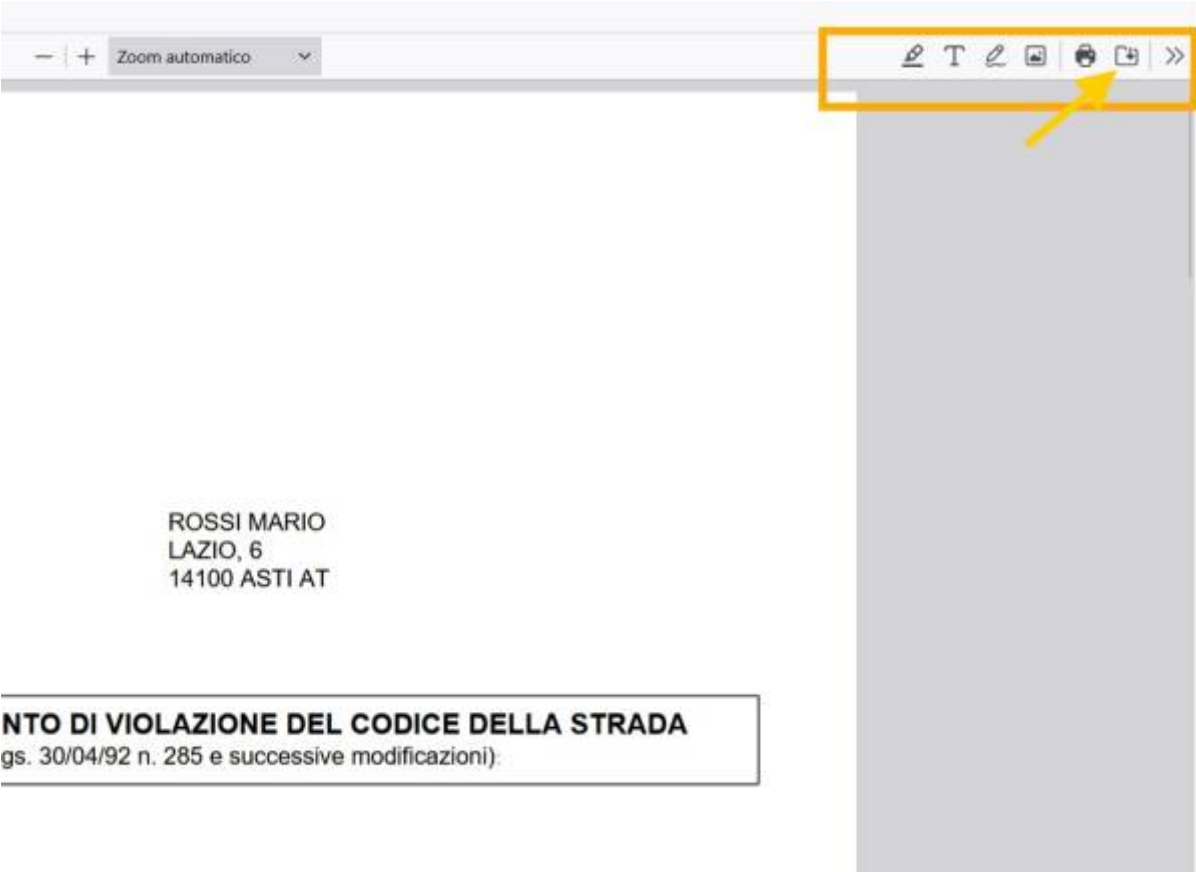 Zoom automatico
ROSSI MARIO
LAZIO, 6
14100 ASTI AT
NTO DI VIOLAZIONE DEL CODICE DELLA STRADA
gs. 30/04/92 n. 285 e successive modificazioni):